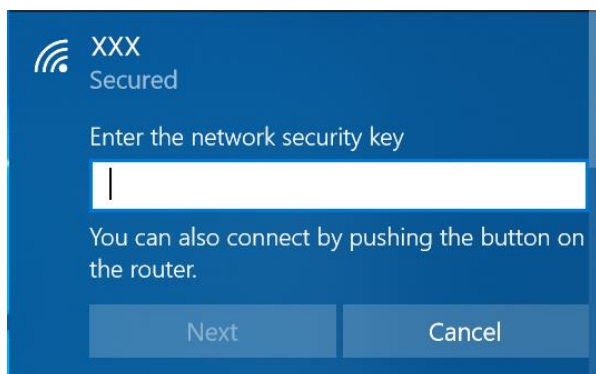 XXX
Secured
Enter the network security key
You can also connect by pushing the button on
the router.
Next
Cancel